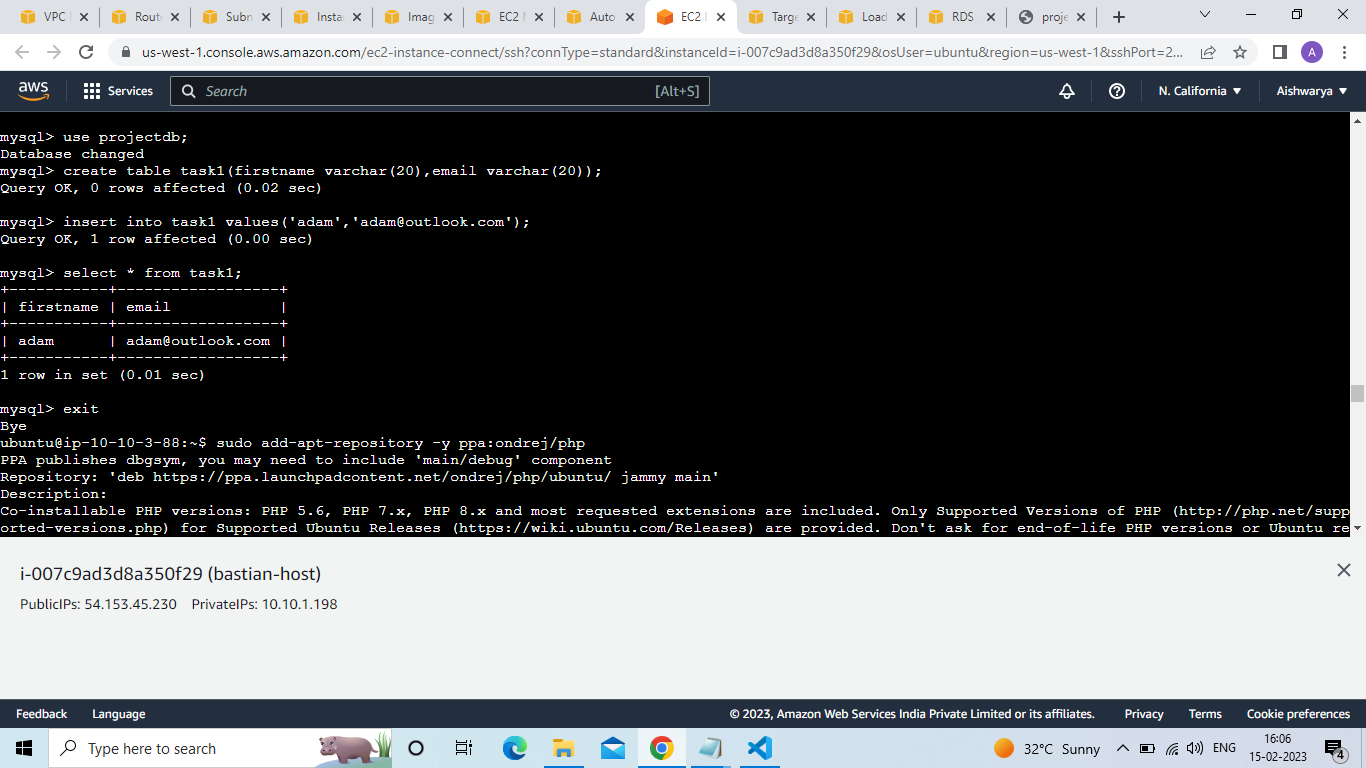 VPC
Rout
Subn
Insta
Imag
EC2
Auto
EC2
Targe
Load
RDS
proje
us-west-1.console.aws.amazon.com/ec2-instance-connect/ssh?connType=standard&instanceId=i-007c9ad3d8a350f29&osUser=ubuntu&region=us-west-1&sshPort=2...
A
aws
Services
Search
[Alt+S]
N. California
Aishwarya
mysql> use projectdb;
Database changed
mysql> create table task1(firstname varchar(20),email varchar(20));
Query OK, 0 rows affected (0.02 sec)
mysql> insert into task1 values('adam','adam@outlook.com');
Query OK, 1 row affected (0.00 sec)
mysql> select * from task1;
+-----------+------------------+
| firstname | email            |
+-----------+------------------+
| adam      | adam@outlook.com |
+-----------+------------------+
1 row in set (0.01 sec)
mysql> exit
Bye
ubuntu@ip-10-10-3-88:~$ sudo add-apt-repository -y ppa:ondrej/php
PPA publishes dbgsym, you may need to include 'main/debug' component
Repository: 'deb https://ppa.launchpadcontent.net/ondrej/php/ubuntu/ jammy main'
Description:
Co-installable PHP versions: PHP 5.6, PHP 7.x, PHP 8.x and most requested extensions are included. Only Supported Versions of PHP (http://php.net/supp
orted-versions.php) for Supported Ubuntu Releases (https://wiki.ubuntu.com/Releases) are provided. Don't ask for end-of-life PHP versions or Ubuntu re
i-007c9ad3d8a350f29 (bastian-host)
PublicIPs: 54.153.45.230 PrivateIPs: 10.10.1.198
Feedback
Language
© 2023, Amazon Web Services India Private Limited or its affiliates.
Privacy
Terms
Cookie preferences
Type here to search
32°C Sunny
ENG
16:06
15-02-2023
4